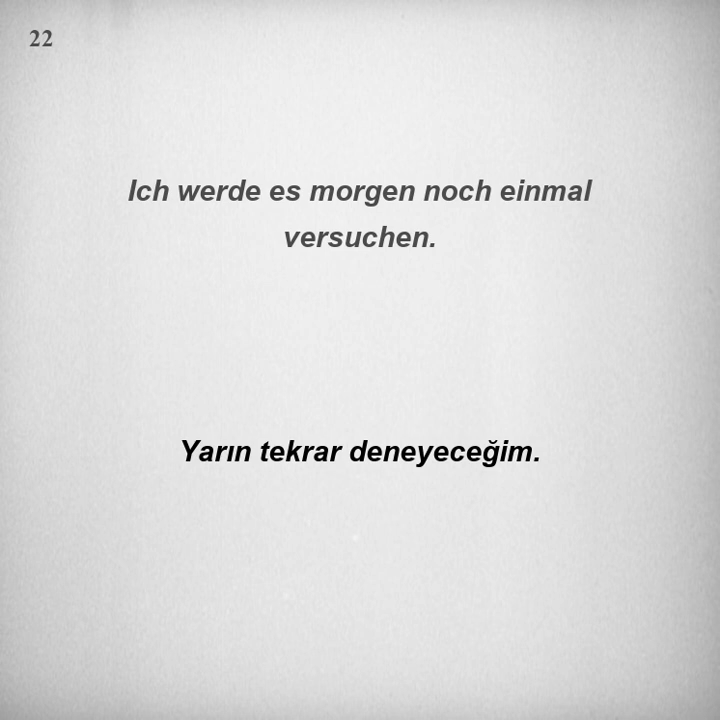 22
Ich werde es morgen noch einmal
versuchen.
Yarın tekrar deneyeceğim.